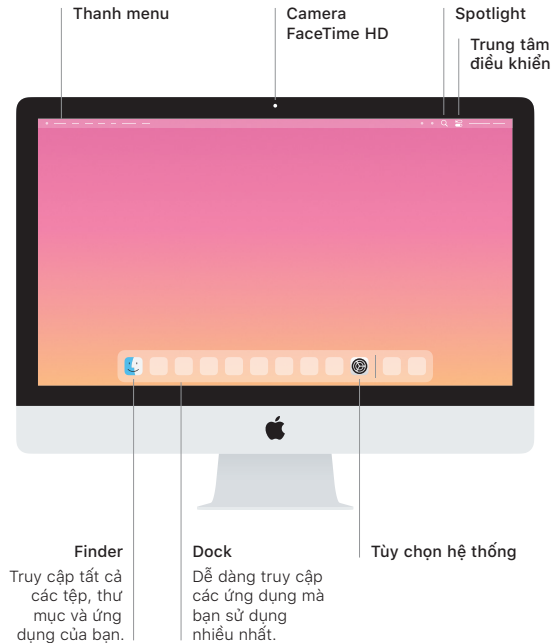 Thanh menu
Camera
FaceTime HD
Spotlight
Trung tâm
điều khiển
Finder
Truy cập tất cả
các tệp, thư
mục và ứng
dụng của bạn.
Dock
Dễ dàng truy cập
các ứng dụng mà
bạn sử dụng
nhiều nhất.
Tùy chọn hệ thống